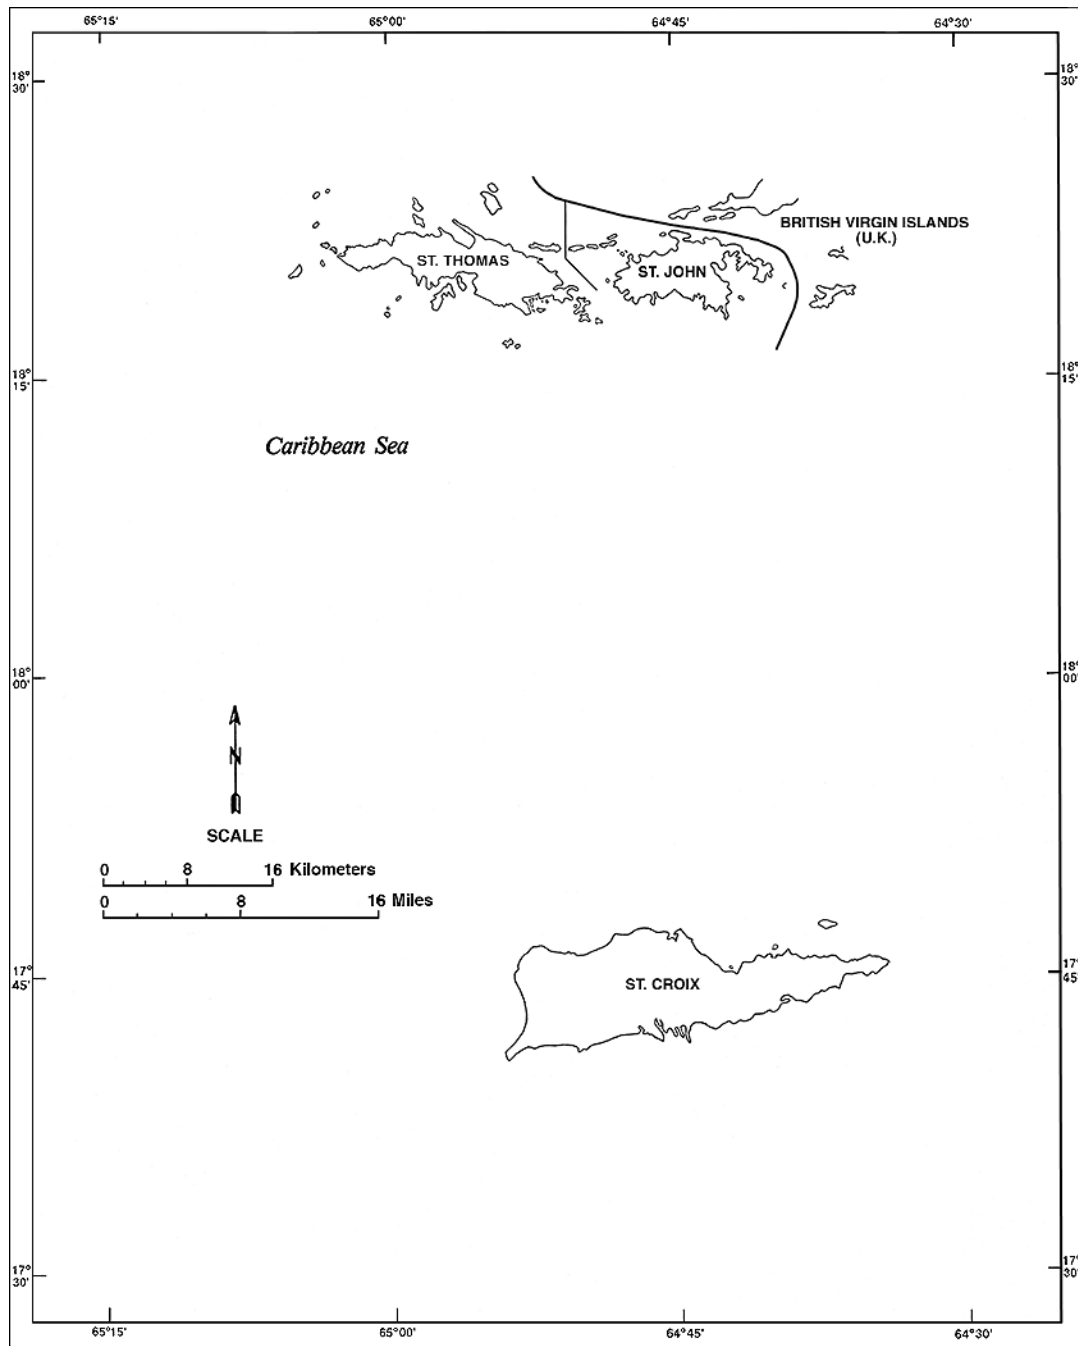 65°15' 65°00' 64°45' 64°30'
18° 30'
18° 30'
BRITISH VIRGIN ISLANDS
(U.K.)
ST. THOMAS
ST. JOHN
18° 15'
18° 15'
Caribbean Sea
18° 00'
18° 00'
N
SCALE
0 8 16 Kilometers
0 8 16 Miles
17° 45'
17° 45'
ST. CROIX
17° 30'
17° 30'
65°15' 65°00' 64°45' 64°30'